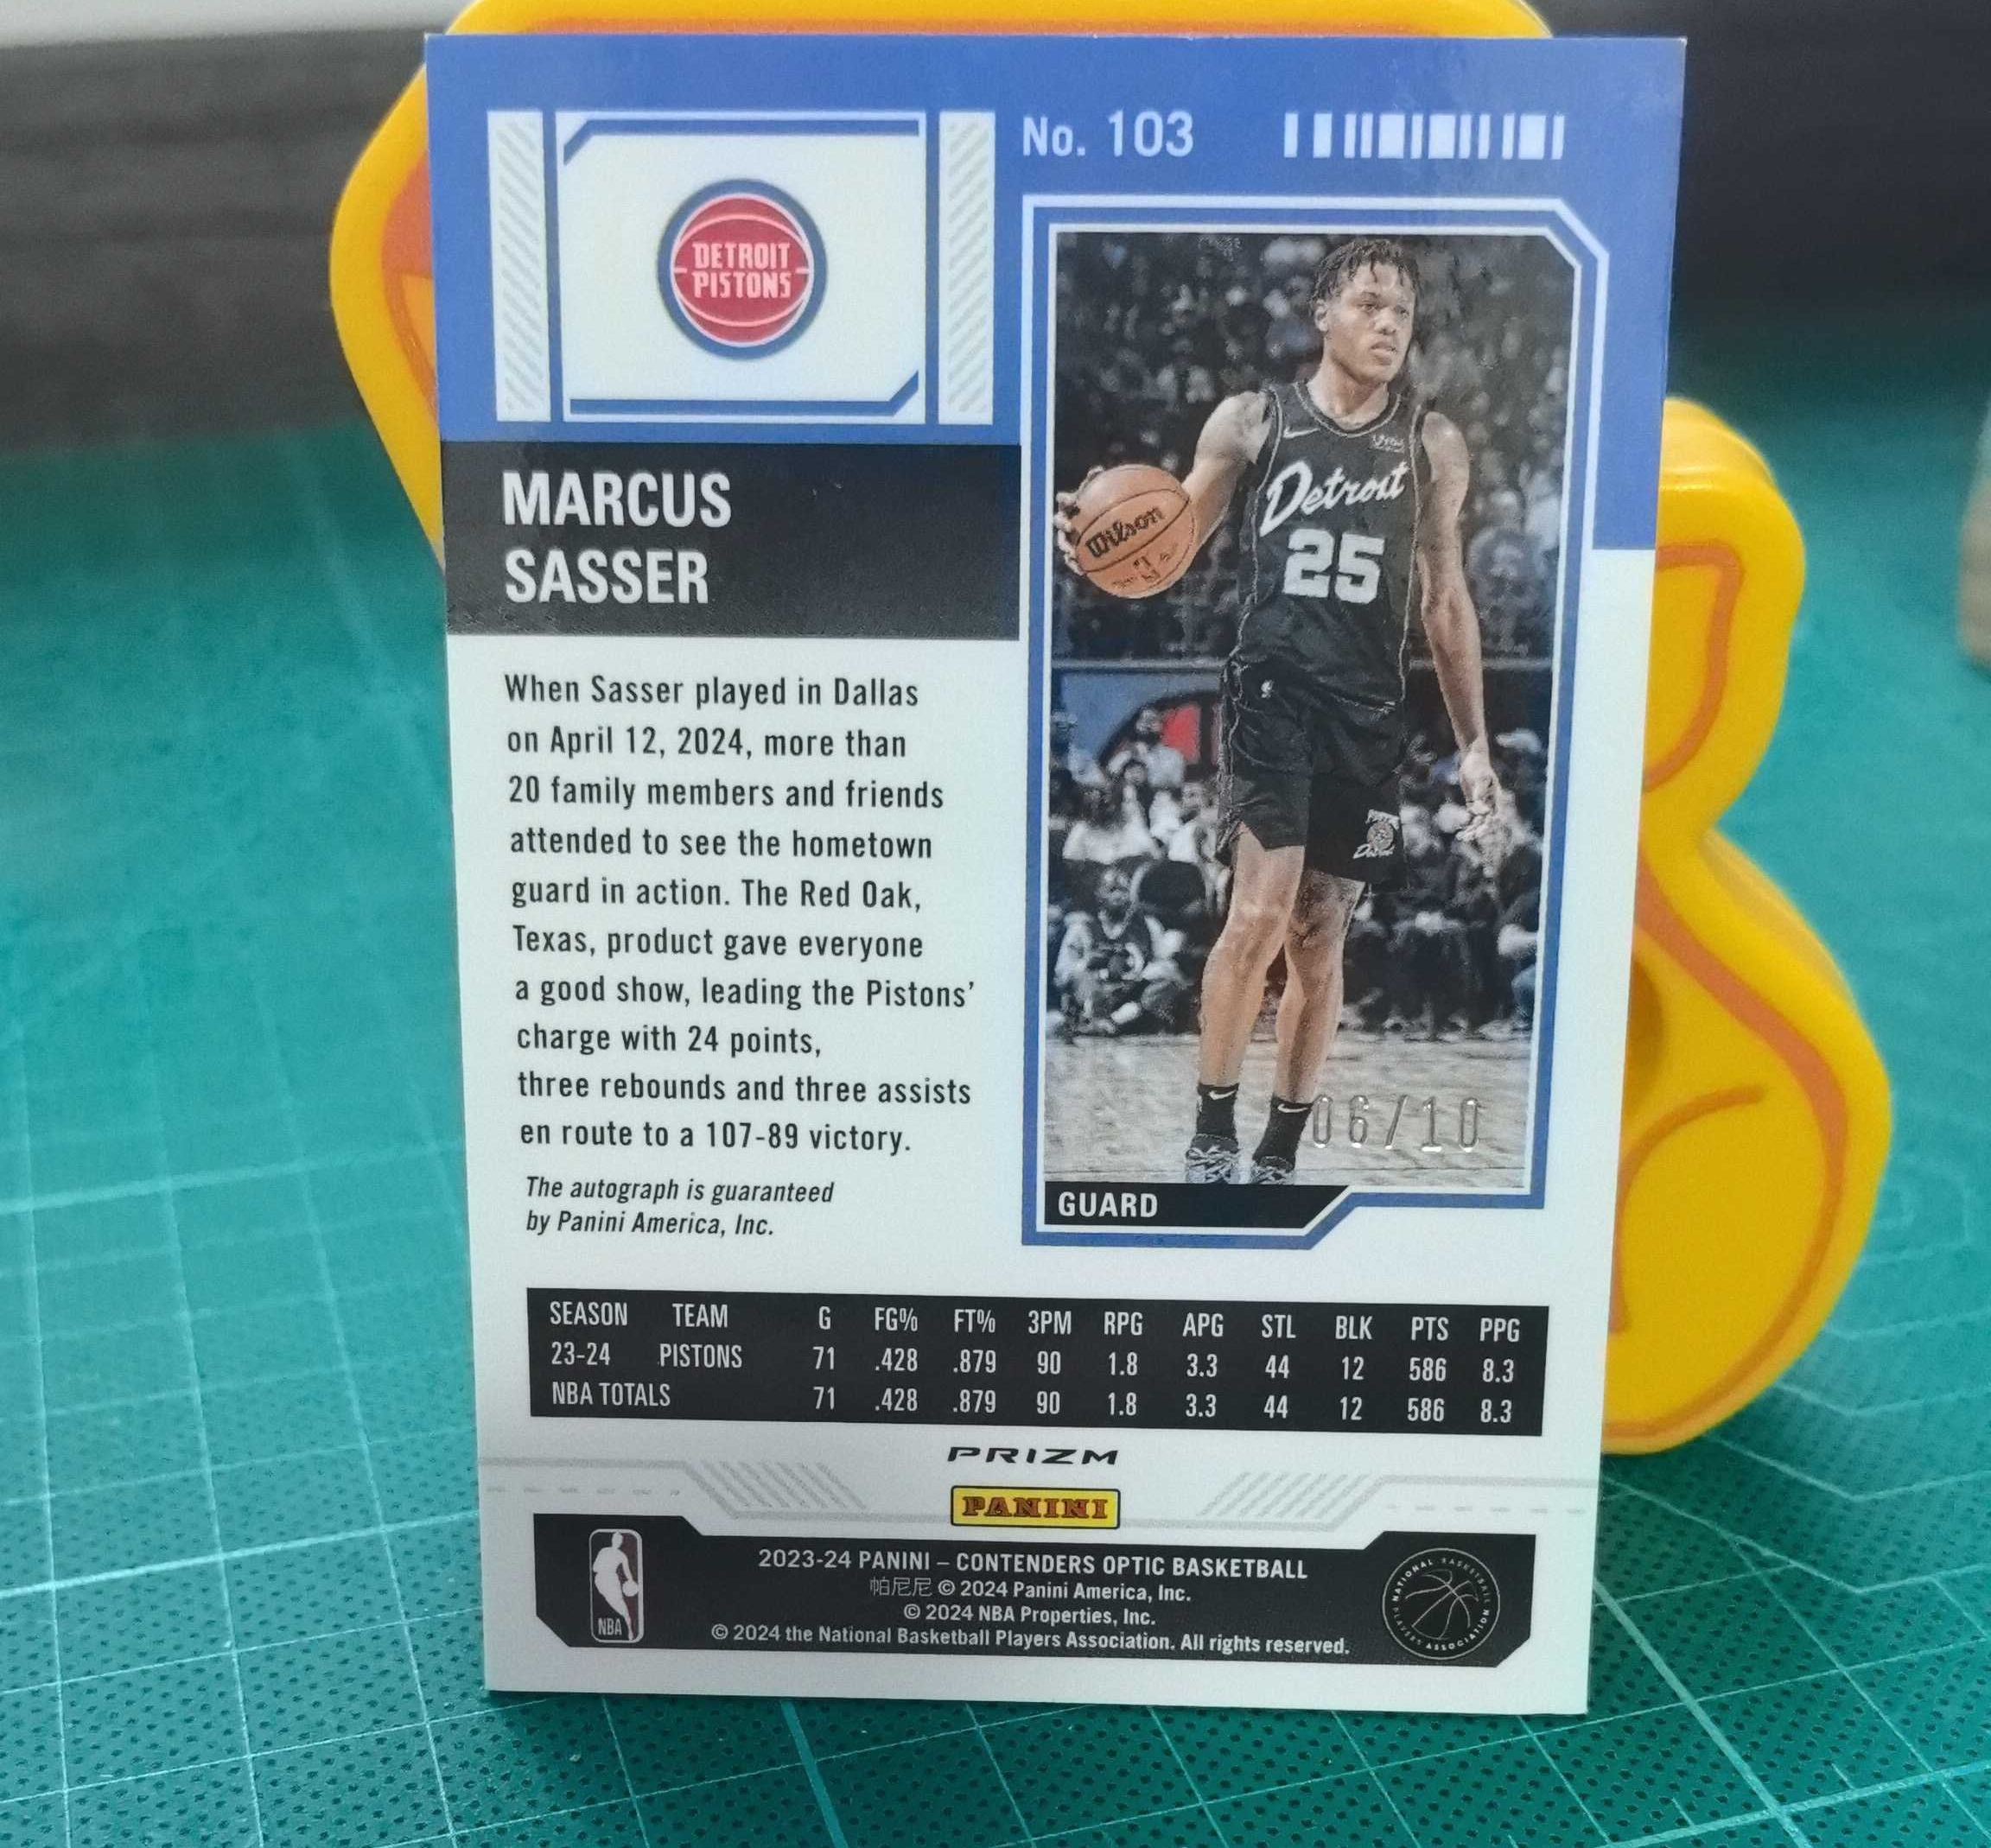 No. 103
DETROIT
PISTONS
MARCUS
SASSER
When Sasser played in Dallas
on April 12, 2024, more than
20 family members and friends
attended to see the hometown
guard in action. The Red Oak,
Texas, product gave everyone
a good show, leading the Pistons'
charge with 24 points,
three rebounds and three assists
en route to a 107-89 victory.
The autograph is guaranteed
by Panini America, Inc.
Wilson
Detroit
25
06/10
GUARD
SEASON TEAM G FG% FT% 3PM RPG APG STL BLK PTS PPG
23-24 PISTONS 71 .428 .879 90 1.8 3.3 44 12 586 8.3
NBA TOTALS 71 .428 .879 90 1.8 3.3 44 12 586 8.3
PRIZM
PANINI
2023-24 PANINI – CONTENDERS OPTIC BASKETBALL
帕尼尼 © 2024 Panini America, Inc.
© 2024 NBA Properties, Inc.
© 2024 the National Basketball Players Association. All rights reserved.
NBA
NATIONAL BASKETBALL PLAYERS ASSOCIATION